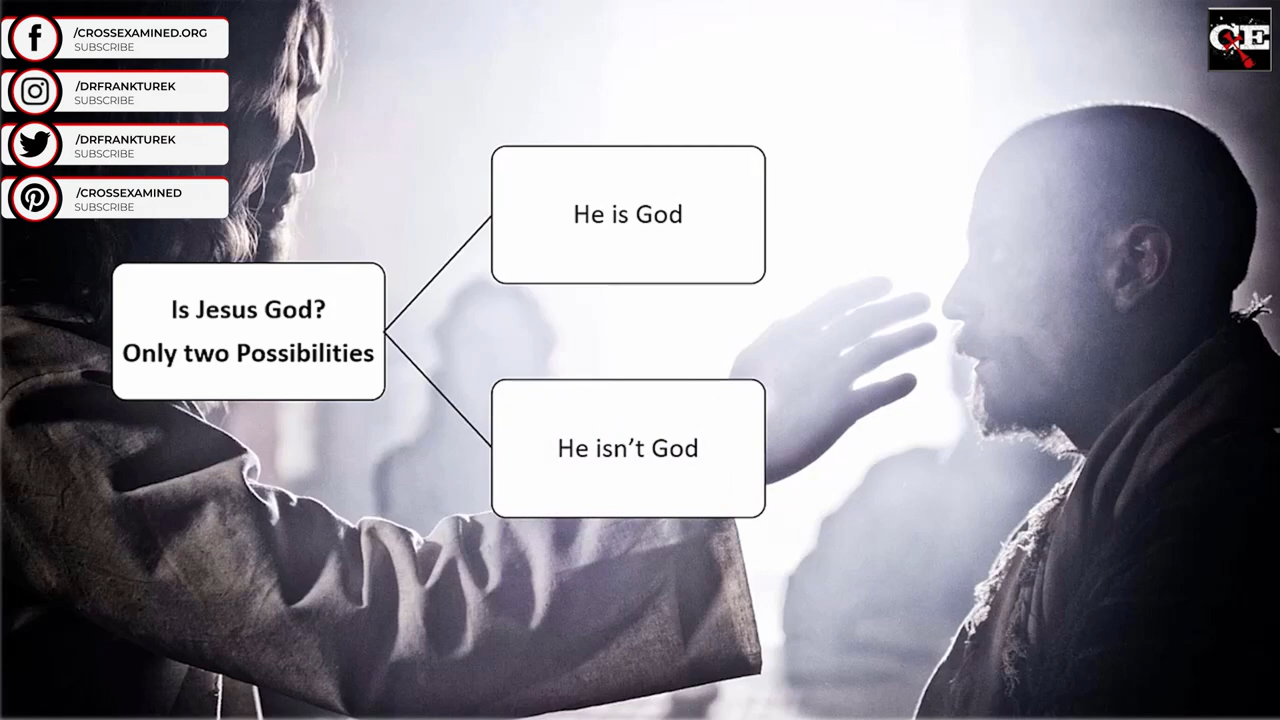 /CROSSEXAMINED.ORG
SUBSCRIBE
/DRFRANKTUREK
SUBSCRIBE
/DRFRANKTUREK
SUBSCRIBE
/CROSSEXAMINED
SUBSCRIBE
CE
He is God
Is Jesus God?
Only two Possibilities
He isn’t God